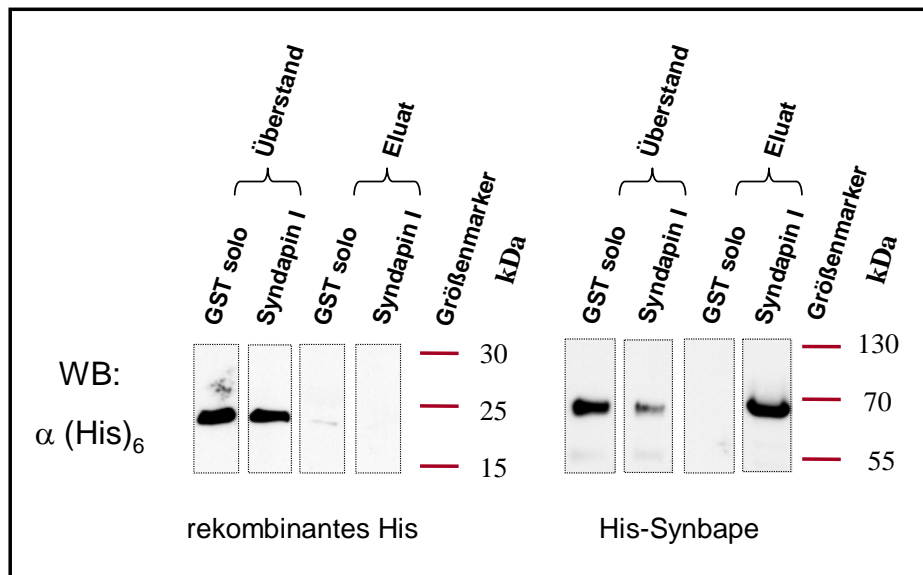 Überstand
Eluat
GST solo
Syndapin I
GST solo
Syndapin I
Größenmarker
kDa
Überstand
Eluat
GST solo
Syndapin I
GST solo
Syndapin I
Größenmarker
kDa
WB:
α (His)6
30
25
15
130
70
55
rekombinantes His
His-Synbape